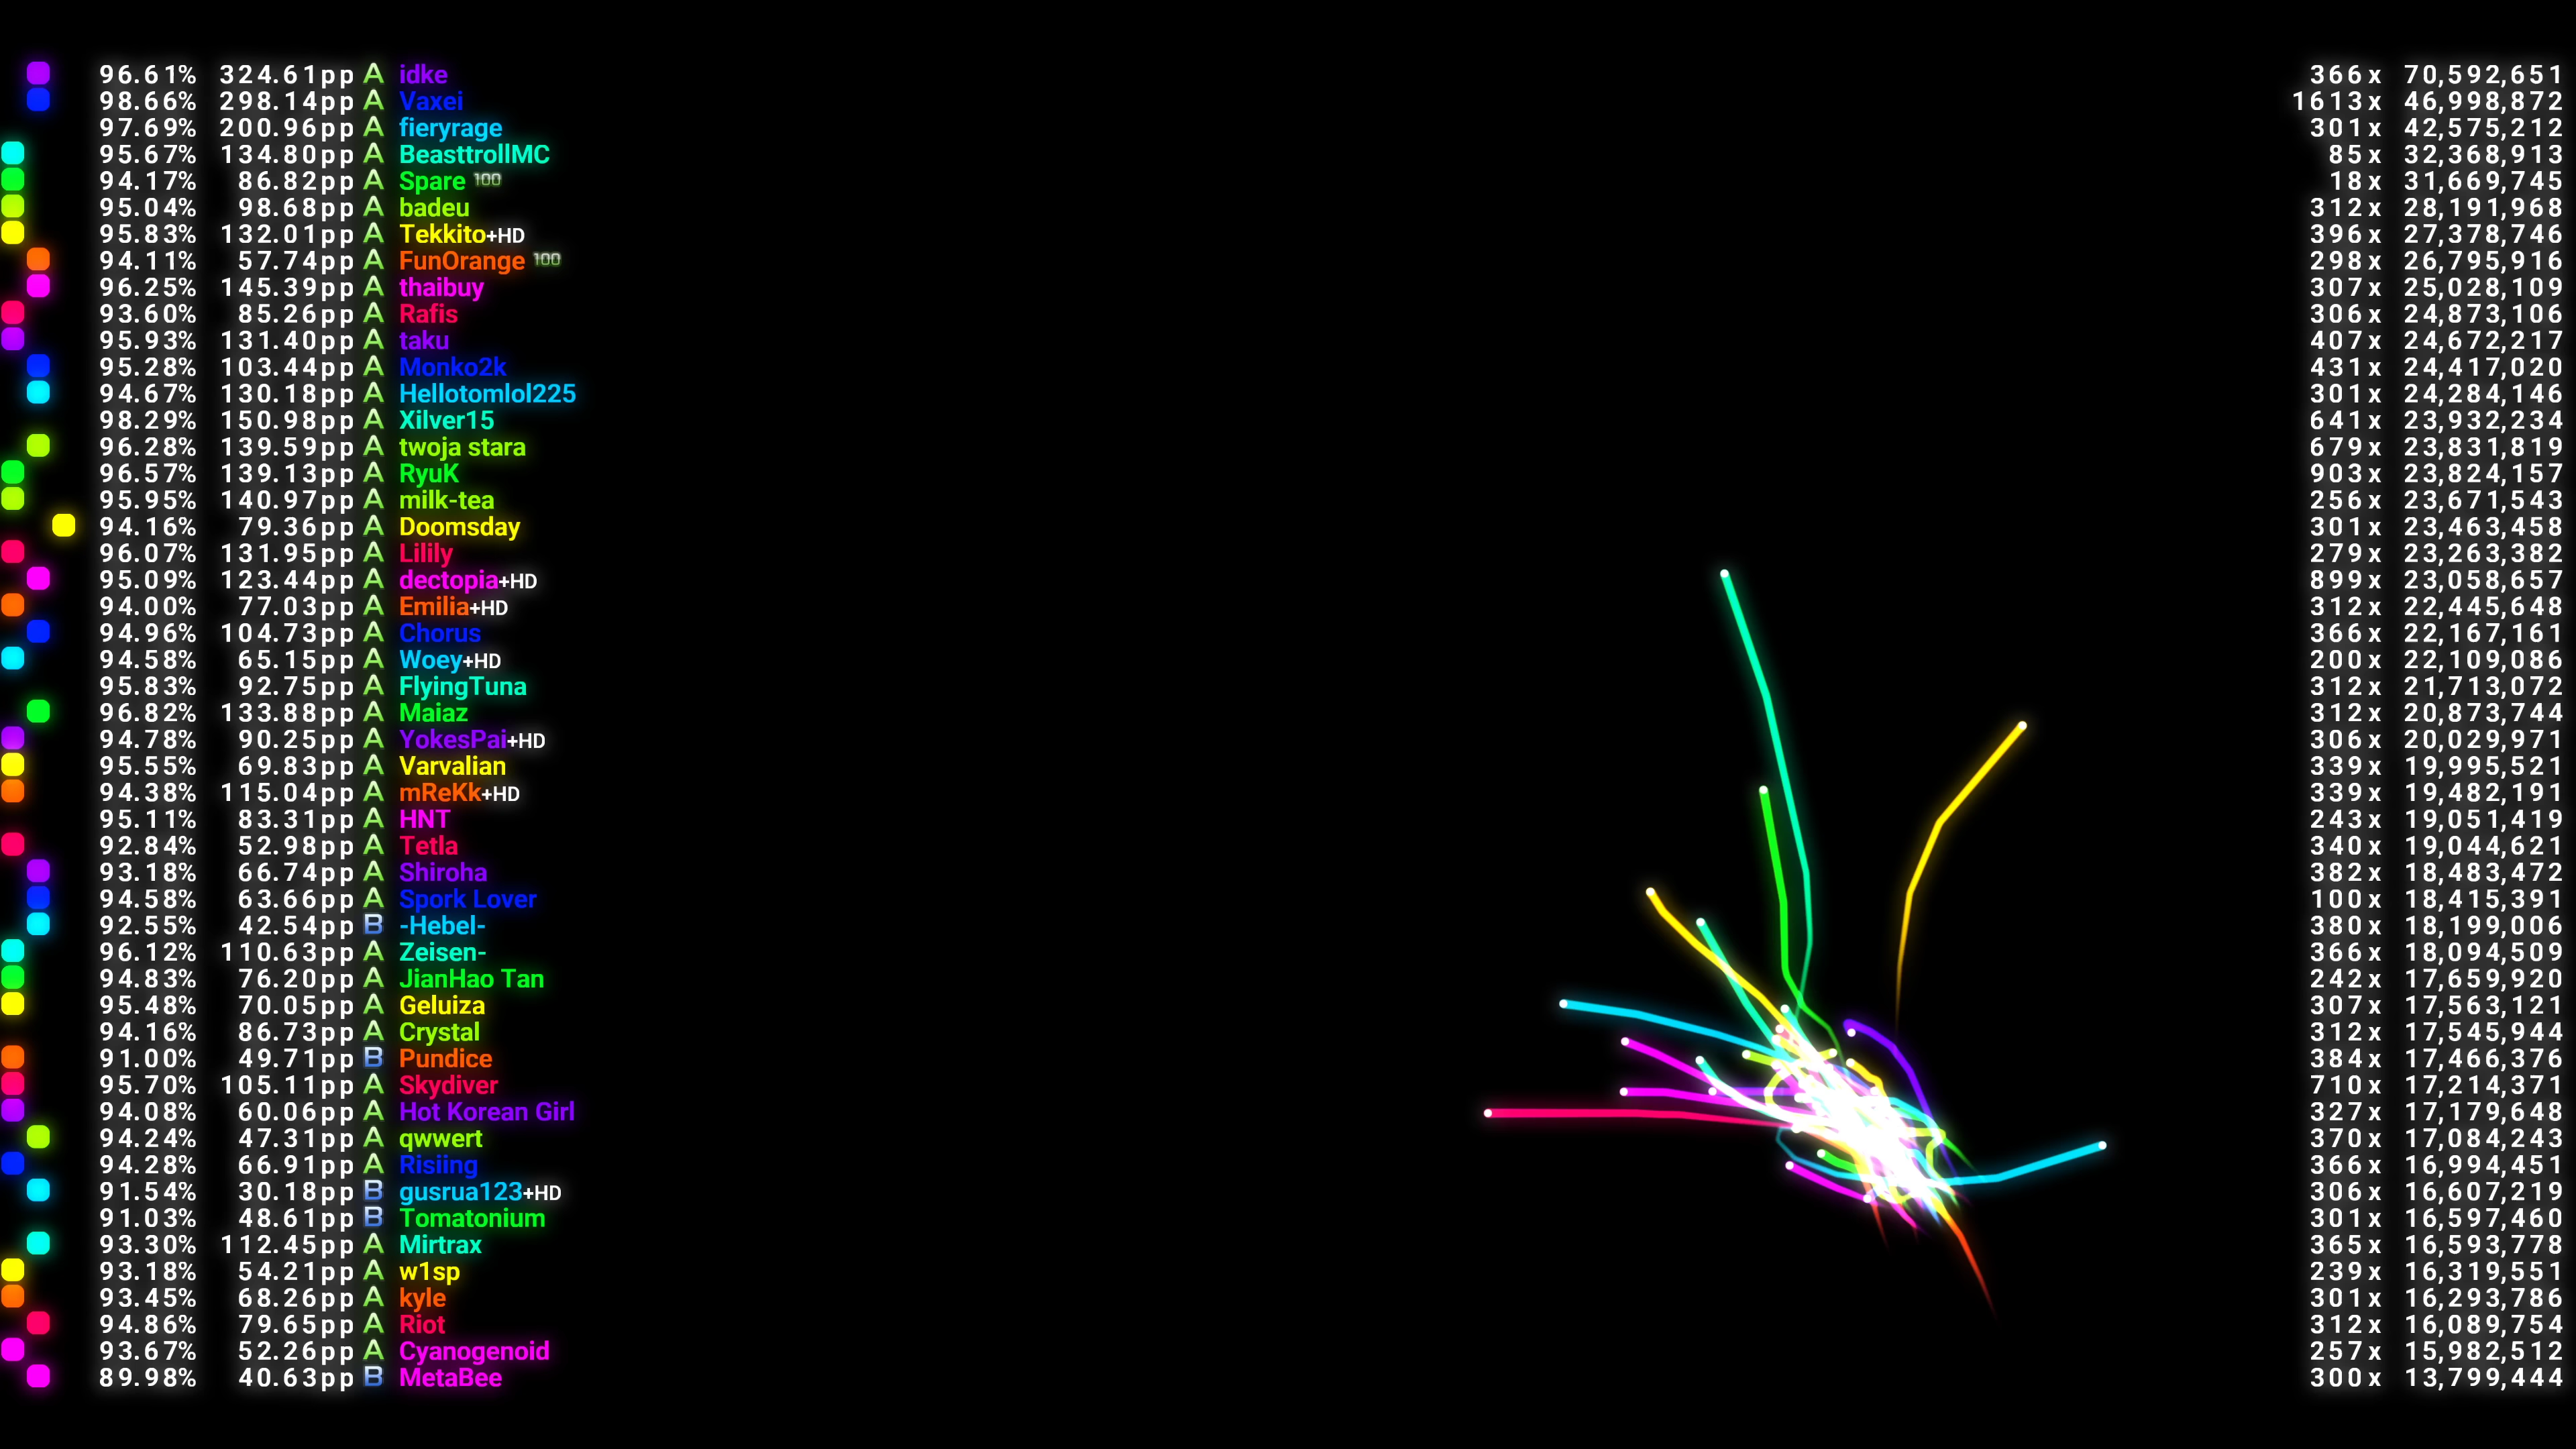 96.61% 324.61pp A idke 366x 70,592,651
98.66% 298.14pp A Vaxei 1613x 46,998,872
97.69% 200.96pp A fieryrage 301x 42,575,212
95.67% 134.80pp A BeasttrollMC 85x 32,368,913
94.17% 86.82pp A Spare 100 18x 31,669,745
95.04% 98.68pp A badeu 312x 28,191,968
95.83% 132.01pp A Tekkito+HD 396x 27,378,746
94.11% 57.74pp A FunOrange 100 298x 26,795,916
96.25% 145.39pp A thaibuy 307x 25,028,109
93.60% 85.26pp A Rafis 306x 24,873,106
95.93% 131.40pp A taku 407x 24,672,217
95.28% 103.44pp A Monko2k 431x 24,417,020
94.67% 130.18pp A Hellotomlol225 301x 24,284,146
98.29% 150.98pp A Xilver15 641x 23,932,234
96.28% 139.59pp A twoja stara 679x 23,831,819
96.57% 139.13pp A RyuK 903x 23,824,157
95.95% 140.97pp A milk-tea 256x 23,671,543
94.16% 79.36pp A Doomsday 301x 23,463,458
96.07% 131.95pp A Lilily 279x 23,263,382
95.09% 123.44pp A dectopia+HD 899x 23,058,657
94.00% 77.03pp A Emilia+HD 312x 22,445,648
94.96% 104.73pp A Chorus 366x 22,167,161
94.58% 65.15pp A Woey+HD 200x 22,109,086
95.83% 92.75pp A FlyingTuna 312x 21,713,072
96.82% 133.88pp A Maiaz 312x 20,873,744
94.78% 90.25pp A YokesPai+HD 306x 20,029,971
95.55% 69.83pp A Varvalian 339x 19,995,521
94.38% 115.04pp A mReKk+HD 339x 19,482,191
95.11% 83.31pp A HNT 243x 19,051,419
92.84% 52.98pp A Tetla 340x 19,044,621
93.18% 66.74pp A Shiroha 382x 18,483,472
94.58% 63.66pp A Spork Lover 100x 18,415,391
92.55% 42.54pp B -Hebel- 380x 18,199,006
96.12% 110.63pp A Zeisen- 366x 18,094,509
94.83% 76.20pp A JianHao Tan 242x 17,659,920
95.48% 70.05pp A Geluiza 307x 17,563,121
94.16% 86.73pp A Crystal 312x 17,545,944
91.00% 49.71pp B Pundice 384x 17,466,376
95.70% 105.11pp A Skydiver 710x 17,214,371
94.08% 60.06pp A Hot Korean Girl 327x 17,179,648
94.24% 47.31pp A qwwert 370x 17,084,243
94.28% 66.91pp A Risiing 366x 16,994,451
91.54% 30.18pp B gusrua123+HD 306x 16,607,219
91.03% 48.61pp B Tomatonium 301x 16,597,460
93.30% 112.45pp A Mirtrax 365x 16,593,778
93.18% 54.21pp A w1sp 239x 16,319,551
93.45% 68.26pp A kyle 301x 16,293,786
94.86% 79.65pp A Riot 312x 16,089,754
93.67% 52.26pp A Cyanogenoid 257x 15,982,512
89.98% 40.63pp B MetaBee 300x 13,799,444